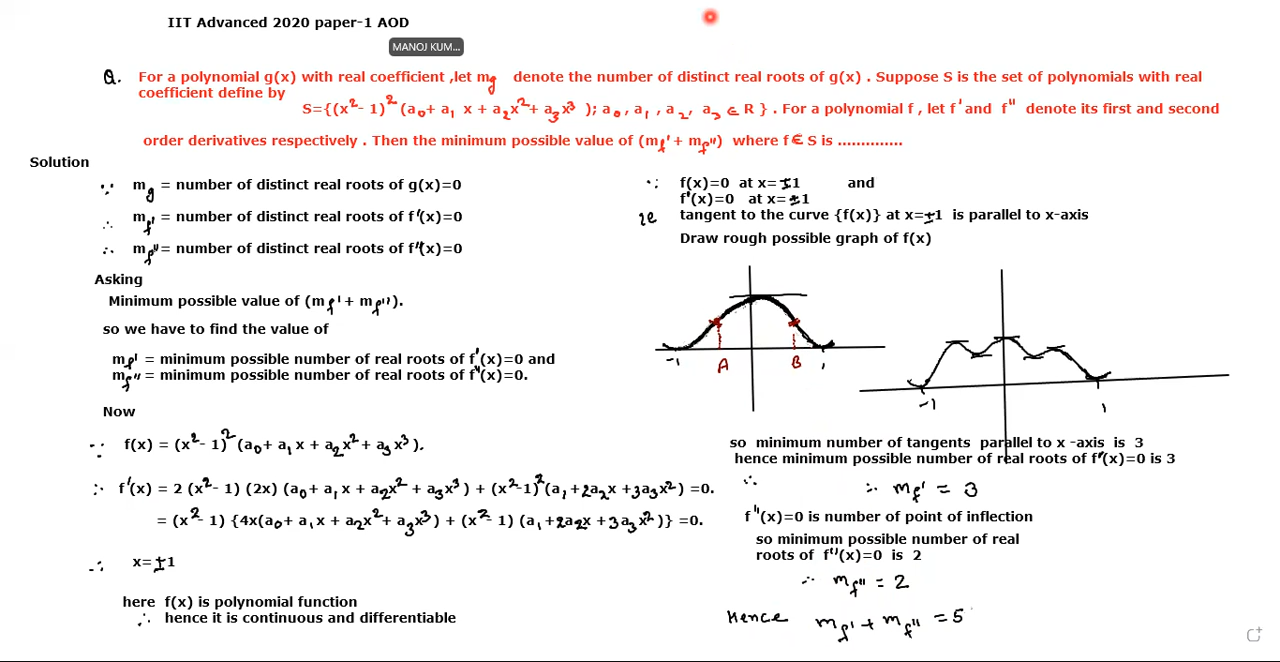 IIT Advanced 2020 paper-1 AOD
MANOJ KUM...
Q. For a polynomial g(x) with real coefficient ,let mg denote the number of distinct real roots of g(x) . Suppose S is the set of polynomials with real
coefficient define by
S={(x²- 1)² (a₀+ a₁ x + a₂x²+ a₃x³ ); a₀, a₁, a₂, a₃ ∈ R } . For a polynomial f , let f' and f'' denote its first and second
order derivatives respectively . Then the minimum possible value of (mf' + mf'') where f∈ S is ..............
Solution
∵ mg = number of distinct real roots of g(x)=0
∴ mf' = number of distinct real roots of f'(x)=0
∴ mf'' = number of distinct real roots of f''(x)=0
Asking
Minimum possible value of (mf' + mf'').
so we have to find the value of
mf' = minimum possible number of real roots of f'(x)=0 and
mf'' = minimum possible number of real roots of f''(x)=0.
Now
∵ f(x) = (x²- 1)² (a₀+ a₁ x + a₂x² + a₃x³ ).
∴ f'(x) = 2 (x²- 1) (2x) (a₀+ a₁ x + a₂x² + a₃x³ ) + (x²-1)² (a₁ +2a₂x +3a₃x² ) =0.
= (x²- 1) {4x(a₀+ a₁ x + a₂x²+ a₃x³) + (x²- 1) (a₁ +2a₂x +3a₃x² )} =0.
∴ x=±1
here f(x) is polynomial function
∴ hence it is continuous and differentiable
∵ f(x)=0 at x=±1 and
f'(x)=0 at x=±1
ie tangent to the curve {f(x)} at x=±1 is parallel to x-axis
Draw rough possible graph of f(x)
-1 A B 1
-1 1
so minimum number of tangents parallel to x -axis is 3
hence minimum possible number of real roots of f'(x)=0 is 3
∴ ∴ mf' = 3
f''(x)=0 is number of point of inflection
so minimum possible number of real
roots of f''(x)=0 is 2
∴ mf'' = 2
Hence mf' + mf'' = 5